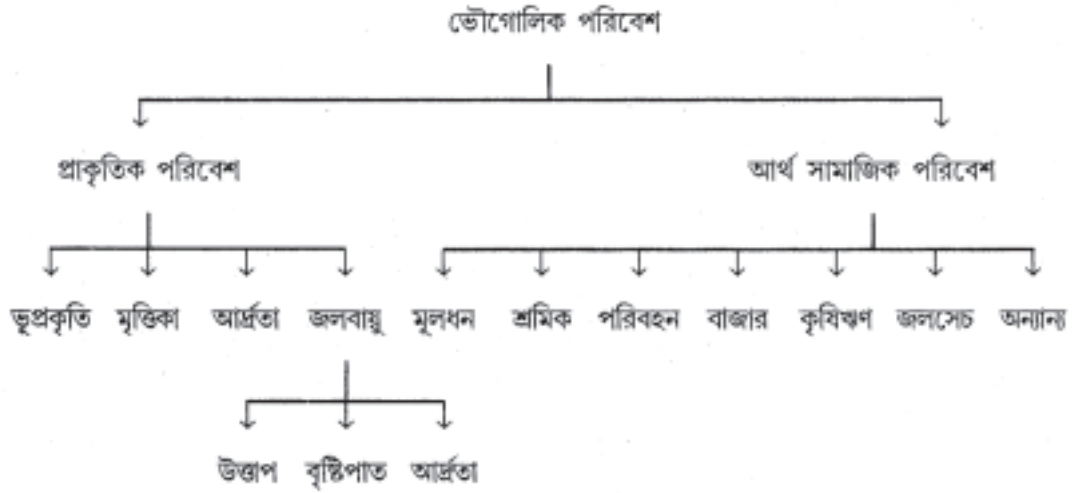 ভৌগোলিক পরিবেশ
প্রাকৃতিক পরিবেশ আর্থ সামাজিক পরিবেশ
ভূপ্রকৃতি মৃত্তিকা আর্দ্রতা জলবায়ু মূলধন শ্রমিক পরিবহন বাজার কৃষিঋণ জলসেচ অন্যান্য
উত্তাপ বৃষ্টিপাত আর্দ্রতা